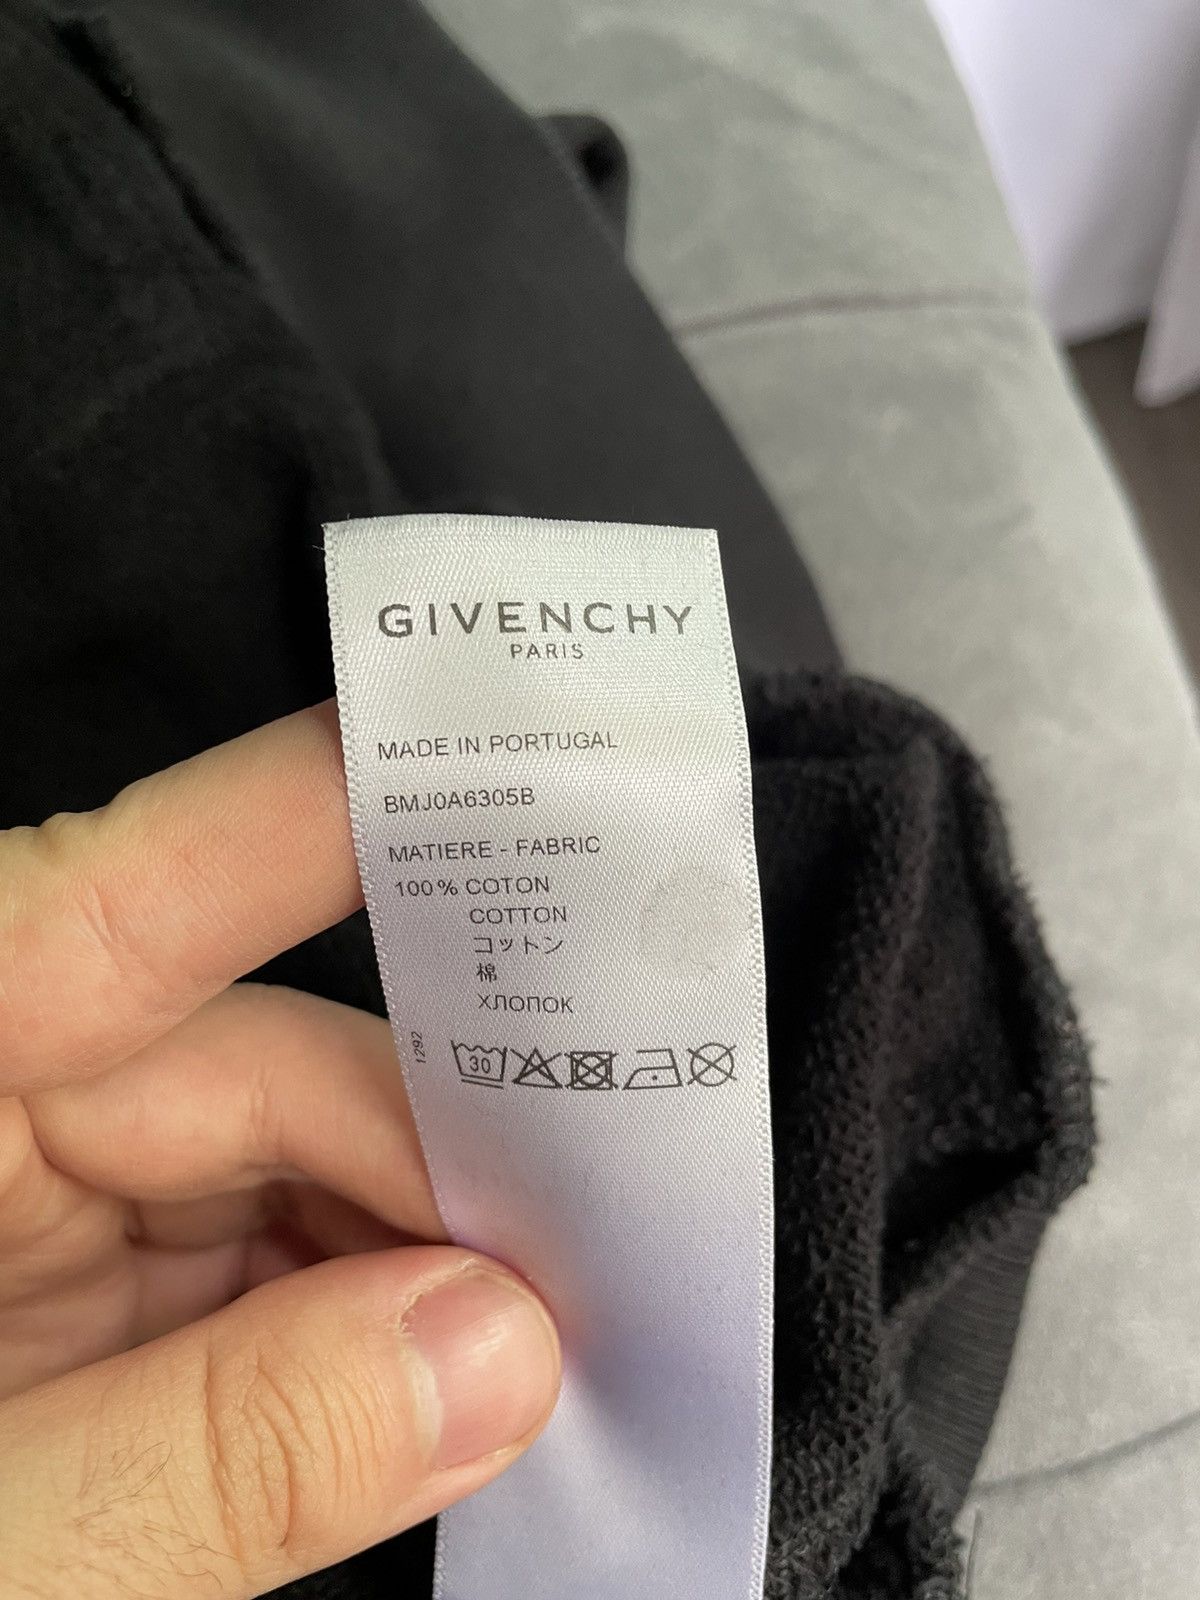 GIVENCHY
PARIS
MADE IN PORTUGAL
BMJ0A6305B
MATIERE - FABRIC
100% COTON
COTTON
コットン
棉
ХЛОПОК
1292
30